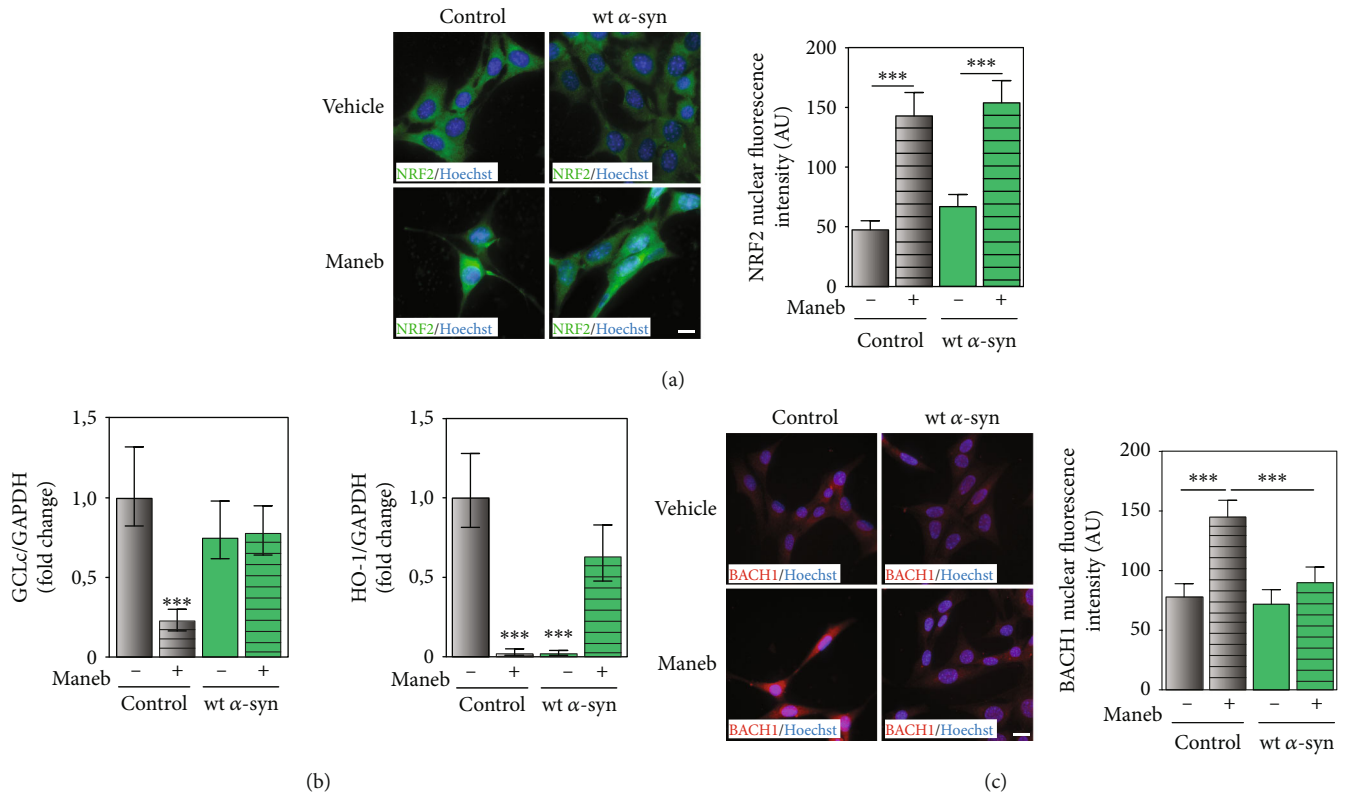 Control wt α-syn
Vehicle
NRF2/Hoechst NRF2/Hoechst
Maneb
NRF2/Hoechst NRF2/Hoechst
NRF2 nuclear fluorescence
intensity (AU)
200
150
100
50
0
*** ***
Maneb − + − +
Control wt α-syn
(a)
GCLc/GAPDH
(fold change)
1,5
1,0
0,5
0
***
Maneb − + − +
Control wt α-syn
HO-1/GAPDH
(fold change)
1,5
1,0
0,5
0
*** ***
Maneb − + − +
Control wt α-syn
(b)
Control wt α-syn
Vehicle
BACH1/Hoechst BACH1/Hoechst
Maneb
BACH1/Hoechst BACH1/Hoechst
BACH1 nuclear fluorescence
intensity (AU)
200
150
100
50
0
*** ***
Maneb − + − +
Control wt α-syn
(c)